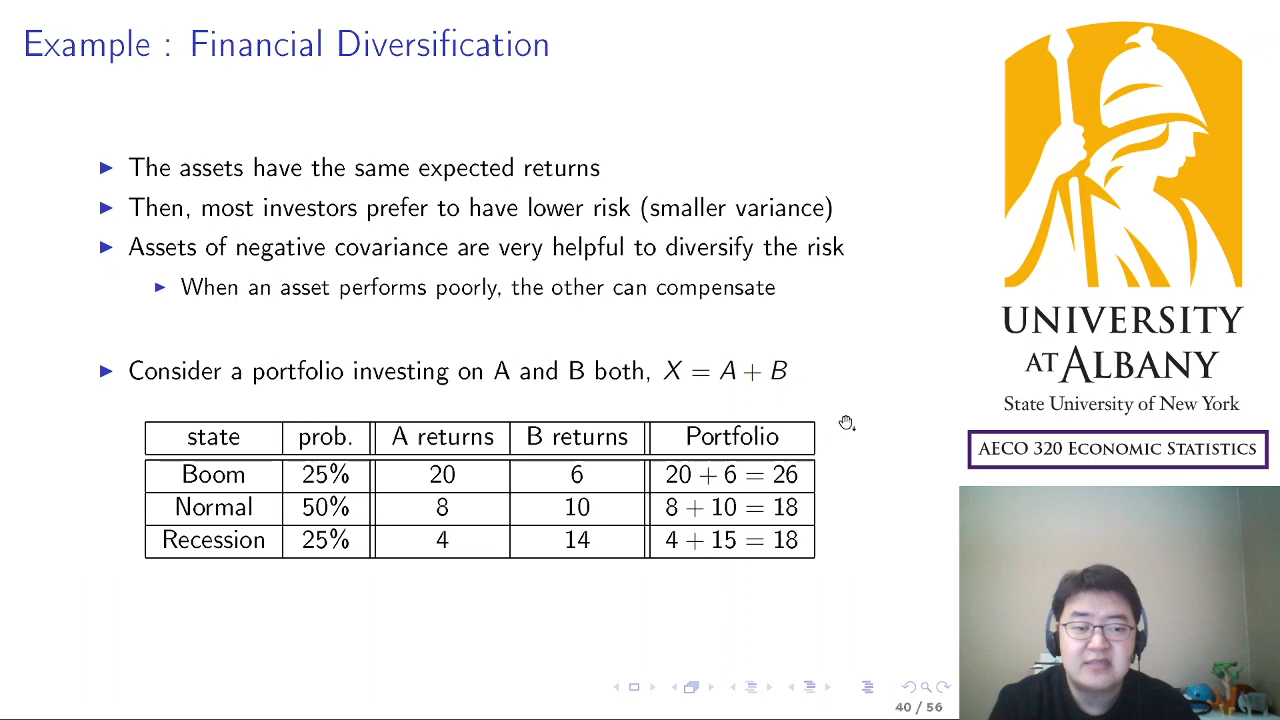 Example : Financial Diversification
The assets have the same expected returns
Then, most investors prefer to have lower risk (smaller variance)
Assets of negative covariance are very helpful to diversify the risk
When an asset performs poorly, the other can compensate
Consider a portfolio investing on A and B both, X = A + B
state prob. A returns B returns Portfolio
Boom 25% 20 6 20 + 6 = 26
Normal 50% 8 10 8 + 10 = 18
Recession 25% 4 14 4 + 15 = 18
40 / 56
UNIVERSITY
AT ALBANY
State University of New York
AECO 320 ECONOMIC STATISTICS